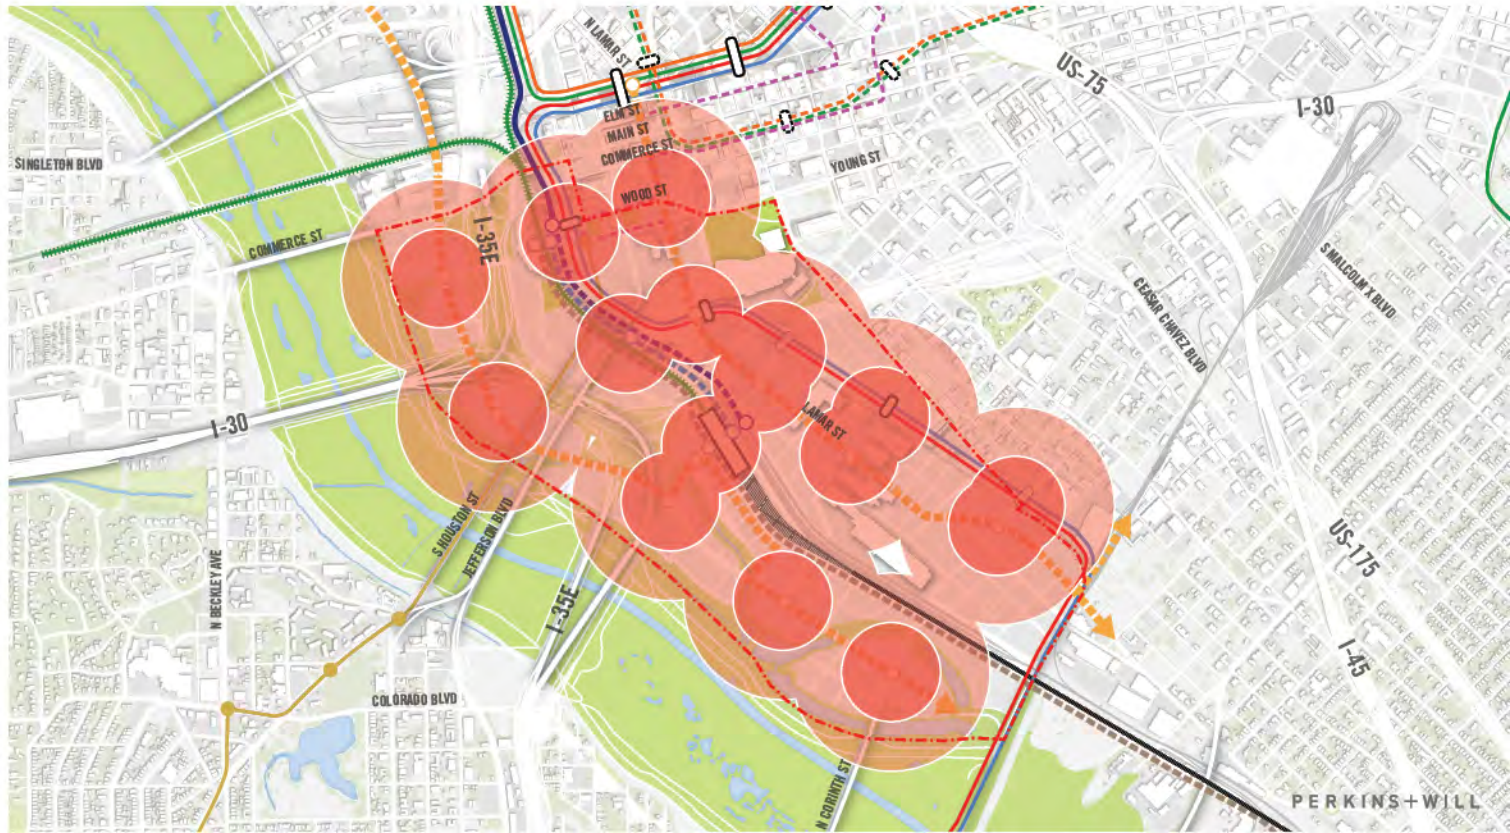 N LAMAR ST
US-75
I-30
ELM ST
MAIN ST
COMMERCE ST
YOUNG ST
SINGLETON BLVD
WOOD ST
I-35E
COMMERCE ST
S MALCOLM X BLVD
CEASAR CHAVEZ BLVD
I-30
LAMAR ST
S HOUSTON ST
JEFFERSON BLVD
US-175
N BECKLEY AVE
I-35E
I-45
COLORADO BLVD
N CORINTH ST
PERKINS+WILL